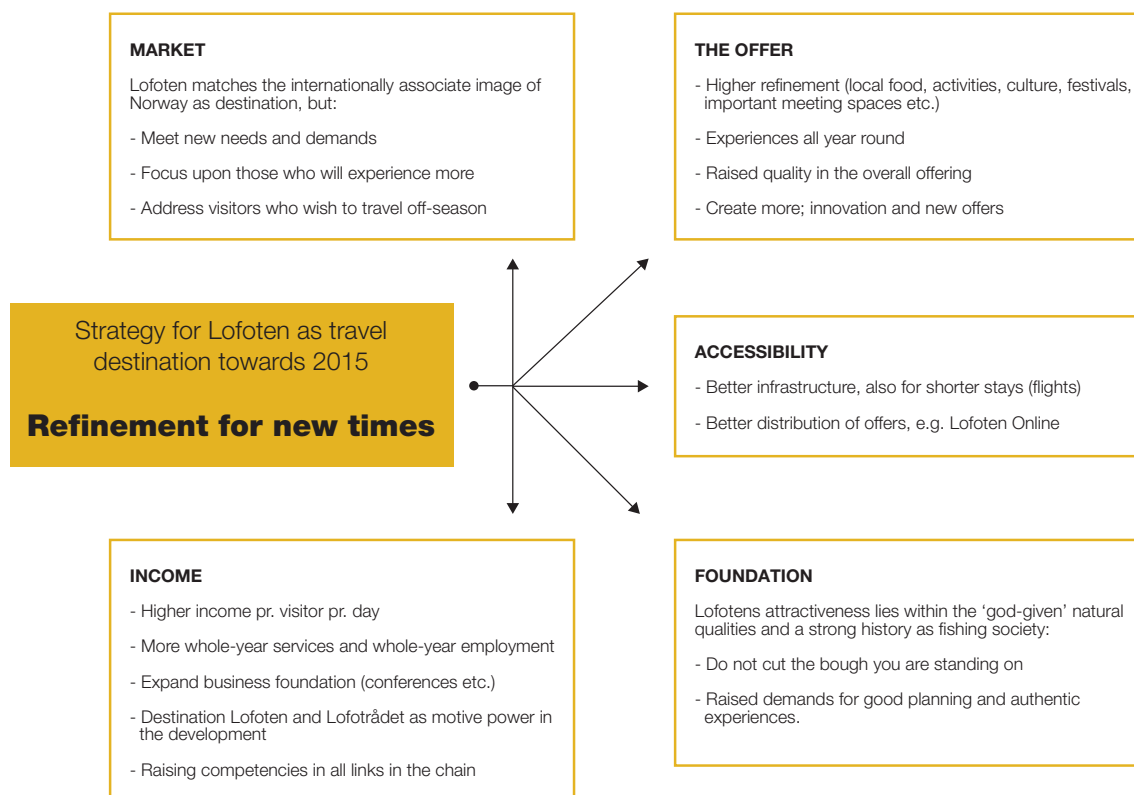 MARKET
Lofoten matches the internationally associate image of
Norway as destination, but:
- Meet new needs and demands
- Focus upon those who will experience more
- Address visitors who wish to travel off-season
THE OFFER
- Higher refinement (local food, activities, culture, festivals,
important meeting spaces etc.)
- Experiences all year round
- Raised quality in the overall offering
- Create more; innovation and new offers
Strategy for Lofoten as travel
destination towards 2015
Refinement for new times
ACCESSIBILITY
- Better infrastructure, also for shorter stays (flights)
- Better distribution of offers, e.g. Lofoten Online
INCOME
- Higher income pr. visitor pr. day
- More whole-year services and whole-year employment
- Expand business foundation (conferences etc.)
- Destination Lofoten and Lofotrådet as motive power in
the development
- Raising competencies in all links in the chain
FOUNDATION
Lofotens attractiveness lies within the ‘god-given’ natural
qualities and a strong history as fishing society:
- Do not cut the bough you are standing on
- Raised demands for good planning and authentic
experiences.